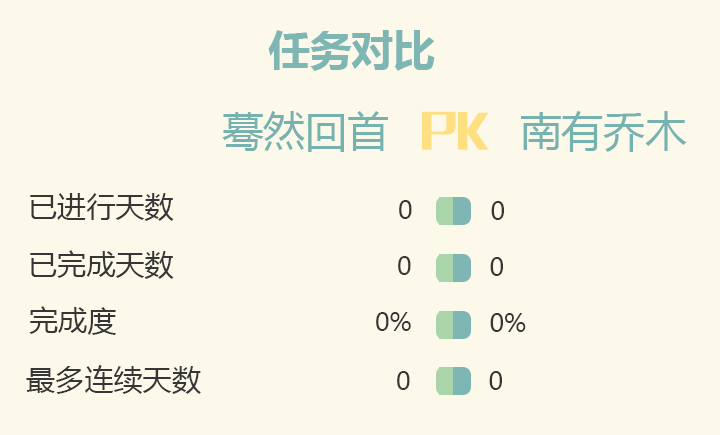 任务对比
蓦然回首 PK 南有乔木
已进行天数 0 0
已完成天数 0 0
完成度 0% 0%
最多连续天数 0 0